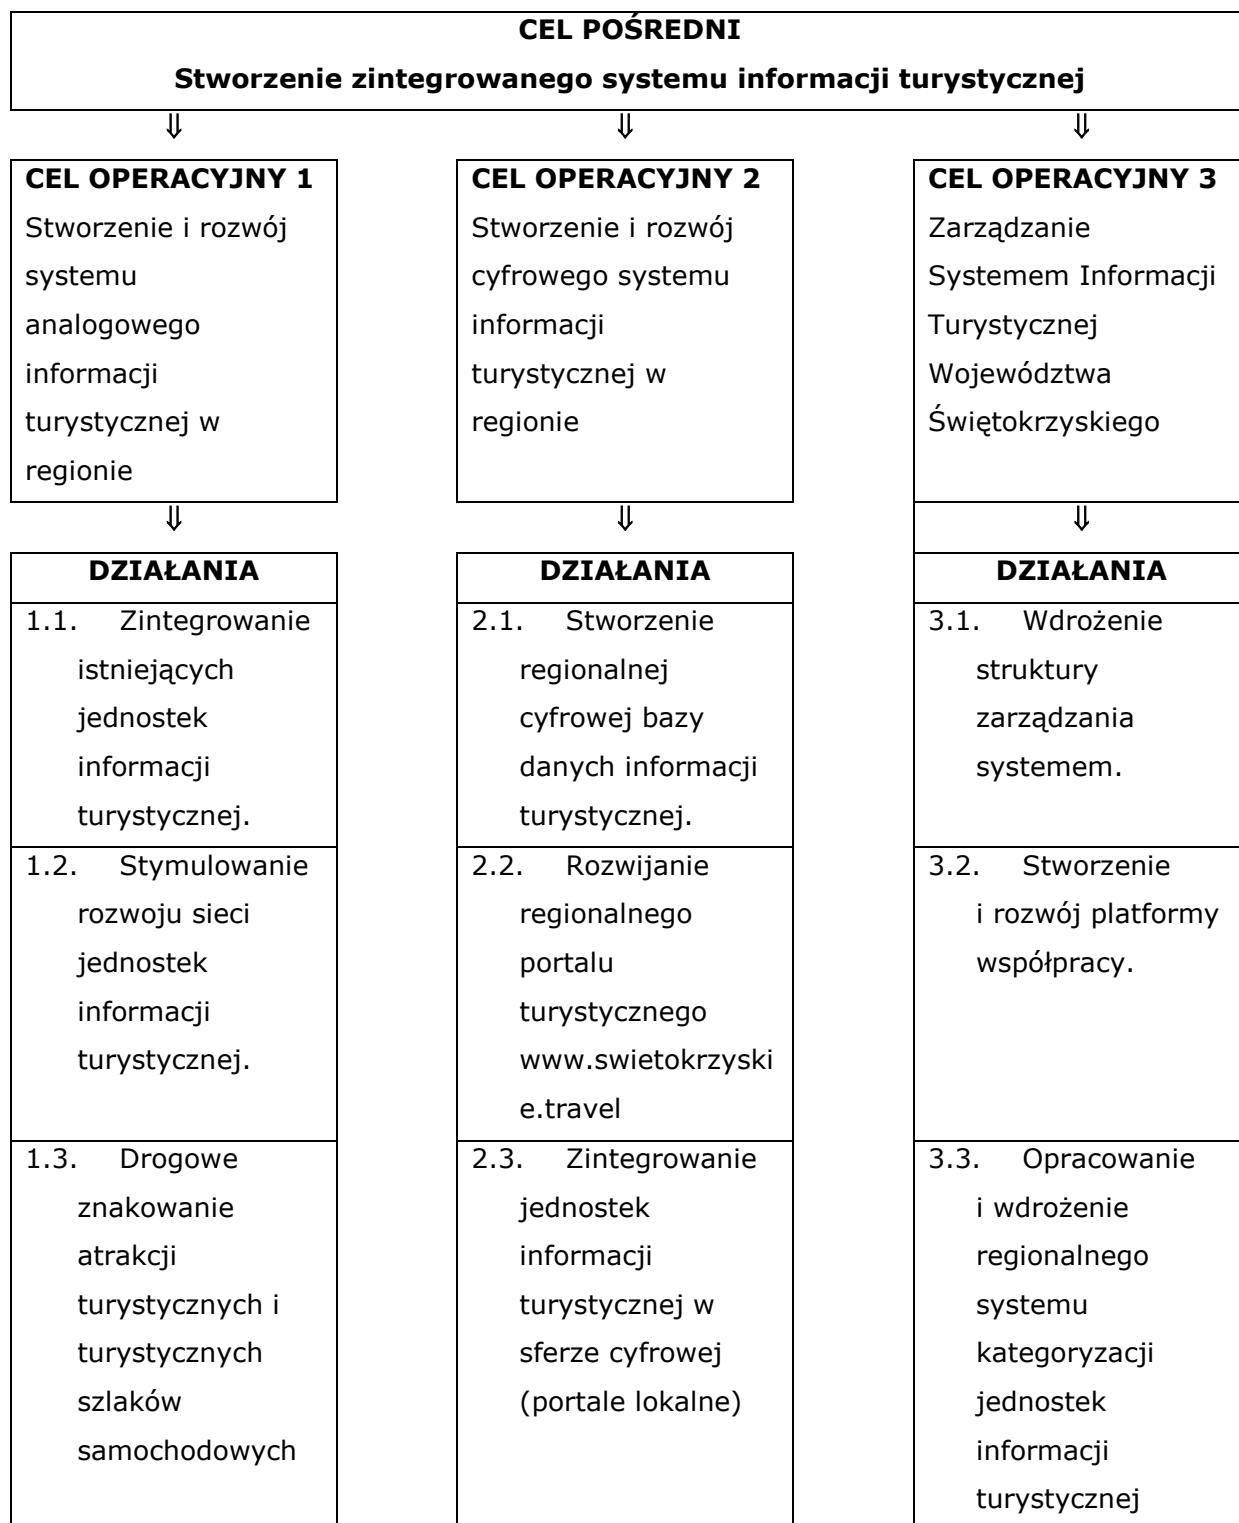 CEL POŚREDNI
Stworzenie zintegrowanego systemu informacji turystycznej
⇓ ⇓ ⇓
CEL OPERACYJNY 1
Stworzenie i rozwój
systemu
analogowego
informacji
turystycznej w
regionie
CEL OPERACYJNY 2
Stworzenie i rozwój
cyfrowego systemu
informacji
turystycznej w
regionie
CEL OPERACYJNY 3
Zarządzanie
Systemem Informacji
Turystycznej
Województwa
Świętokrzyskiego
⇓ ⇓ ⇓
DZIAŁANIA
1.1. Zintegrowanie
istniejących
jednostek
informacji
turystycznej.
1.2. Stymulowanie
rozwoju sieci
jednostek
informacji
turystycznej.
1.3. Drogowe
znakowanie
atrakcji
turystycznych i
turystycznych
szlaków
samochodowych
DZIAŁANIA
2.1. Stworzenie
regionalnej
cyfrowej bazy
danych informacji
turystycznej.
2.2. Rozwijanie
regionalnego
portalu
turystycznego
www.swietokrzyski
e.travel
2.3. Zintegrowanie
jednostek
informacji
turystycznej w
sferze cyfrowej
(portale lokalne)
DZIAŁANIA
3.1. Wdrożenie
struktury
zarządzania
systemem.
3.2. Stworzenie
i rozwój platformy
współpracy.
3.3. Opracowanie
i wdrożenie
regionalnego
systemu
kategoryzacji
jednostek
informacji
turystycznej